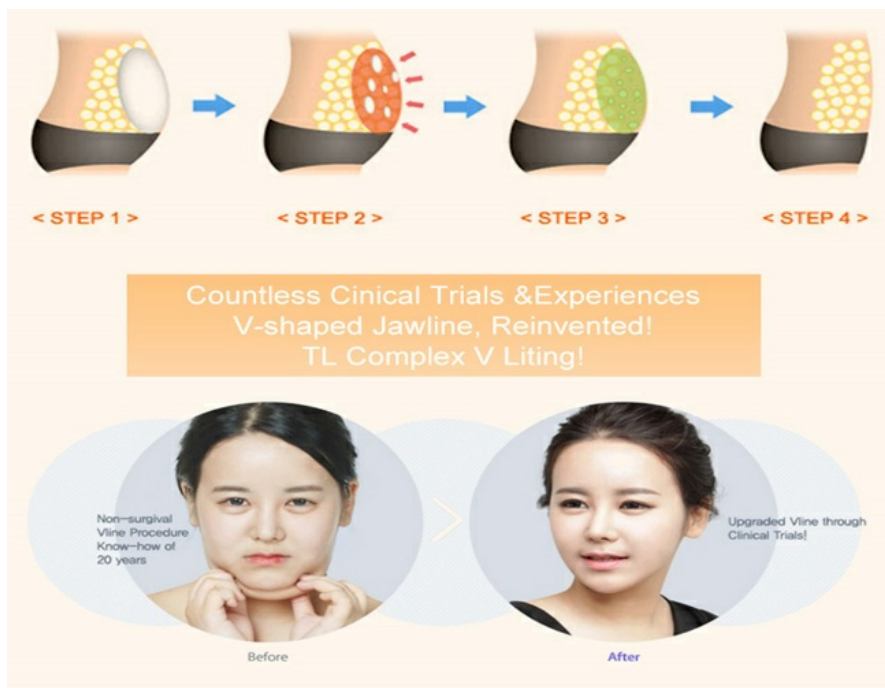 < STEP 1 >
< STEP 2 >
< STEP 3 >
< STEP 4 >
Countless Cinical Trials &Experiences
V-shaped Jawline, Reinvented!
TL Complex V Liting!
Non-surgival
Vline Procedure
Know-how of
20 years
Upgraded Vline through
Clinical Trials!
Before
After